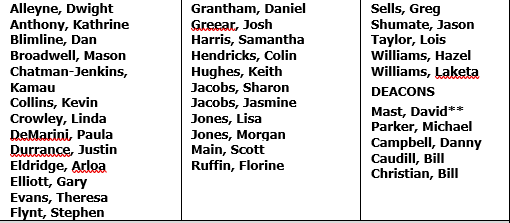 Alleyne, Dwight
Anthony, Kathrine
Blimline, Dan
Broadwell, Mason
Chatman-Jenkins,
Kamau
Collins, Kevin
Crowley, Linda
DeMarini, Paula
Durrance, Justin
Eldridge, Arloa
Elliott, Gary
Evans, Theresa
Flynt, Stephen
Grantham, Daniel
Greear, Josh
Harris, Samantha
Hendricks, Colin
Hughes, Keith
Jacobs, Sharon
Jacobs, Jasmine
Jones, Lisa
Jones, Morgan
Main, Scott
Ruffin, Florine
Sells, Greg
Shumate, Jason
Taylor, Lois
Williams, Hazel
Williams, Laketa
DEACONS
Mast, David**
Parker, Michael
Campbell, Danny
Caudill, Bill
Christian, Bill